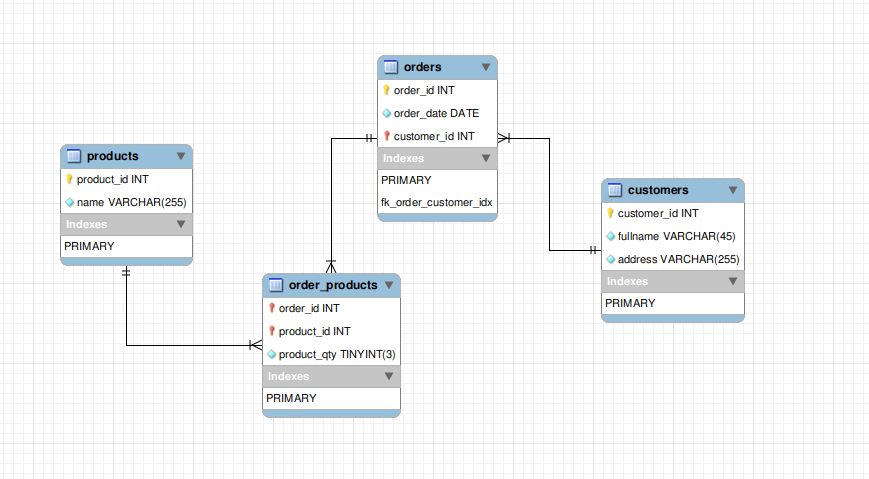 orders
order_id INT
order_date DATE
customer_id INT
Indexes
PRIMARY
fk_order_customer_idx
products
product_id INT
name VARCHAR(255)
Indexes
PRIMARY
customers
customer_id INT
fullname VARCHAR(45)
address VARCHAR(255)
Indexes
PRIMARY
order_products
order_id INT
product_id INT
product_qty TINYINT(3)
Indexes
PRIMARY